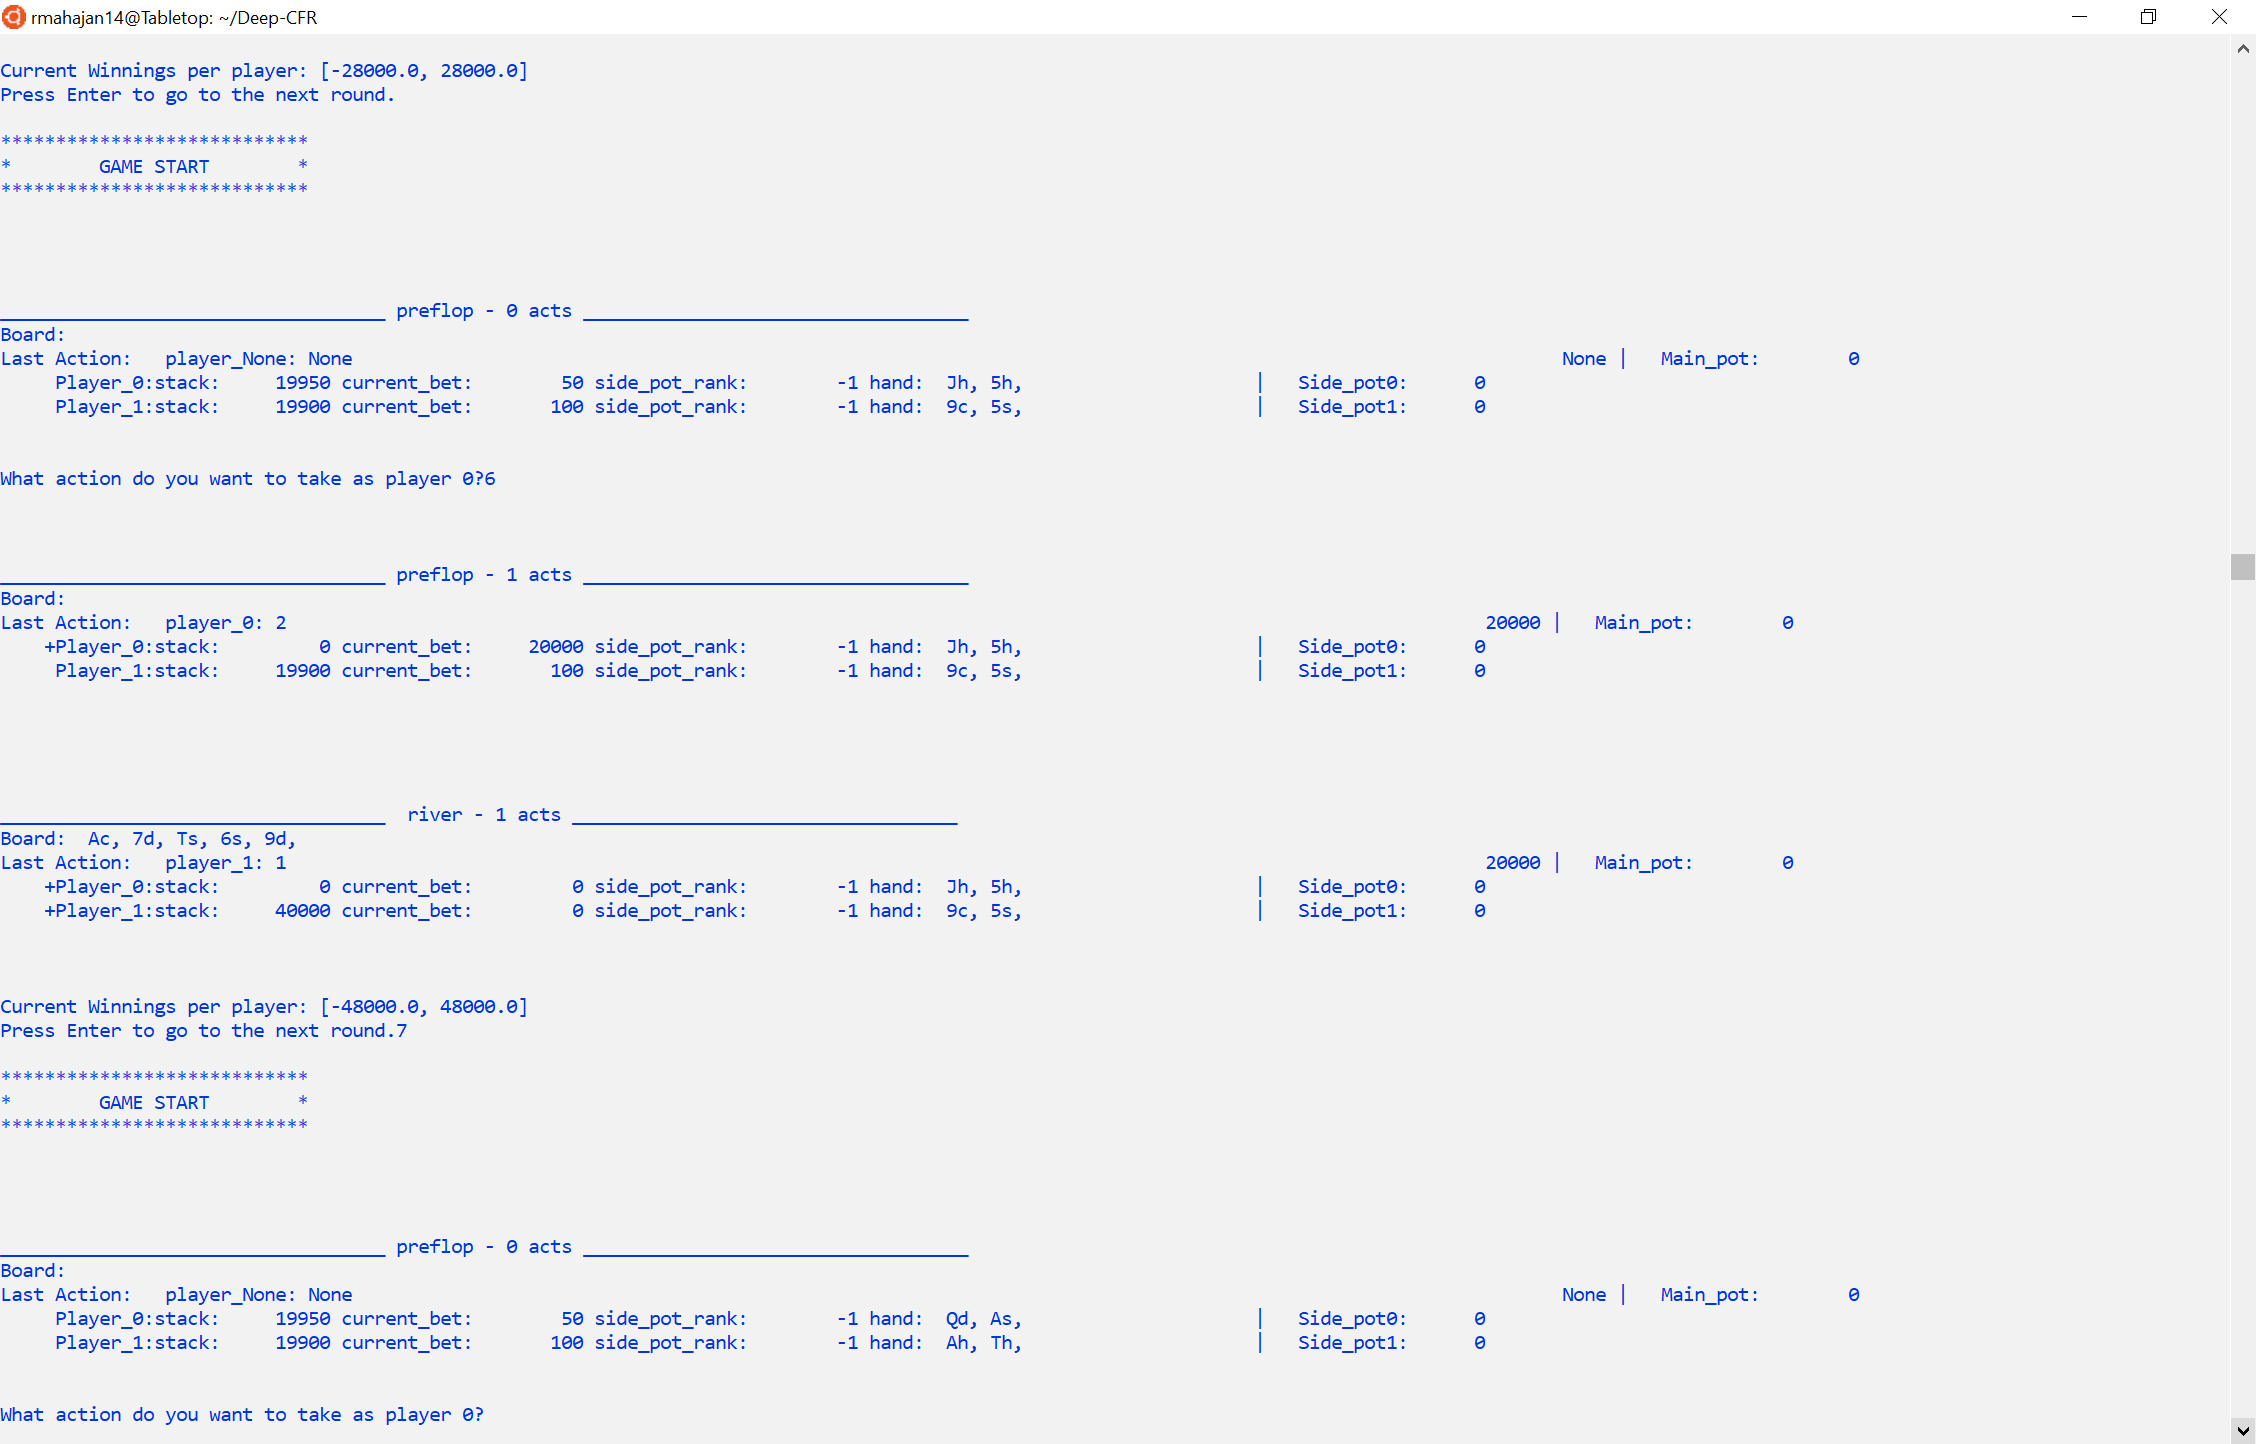 rmahajan14@Tabletop: ~/Deep-CFR
Current Winnings per player: [-28000.0, 28000.0]
Press Enter to go to the next round.
****************************
* GAME START *
****************************
___________________________________ preflop - 0 acts ___________________________________
Board:
Last Action: player_None: None None | Main_pot: 0
Player_0:stack: 19950 current_bet: 50 side_pot_rank: -1 hand: Jh, 5h, | Side_pot0: 0
Player_1:stack: 19900 current_bet: 100 side_pot_rank: -1 hand: 9c, 5s, | Side_pot1: 0
What action do you want to take as player 0?6
___________________________________ preflop - 1 acts ___________________________________
Board:
Last Action: player_0: 2 20000 | Main_pot: 0
+Player_0:stack: 0 current_bet: 20000 side_pot_rank: -1 hand: Jh, 5h, | Side_pot0: 0
Player_1:stack: 19900 current_bet: 100 side_pot_rank: -1 hand: 9c, 5s, | Side_pot1: 0
___________________________________ river - 1 acts ___________________________________
Board: Ac, 7d, Ts, 6s, 9d,
Last Action: player_1: 1 20000 | Main_pot: 0
+Player_0:stack: 0 current_bet: 0 side_pot_rank: -1 hand: Jh, 5h, | Side_pot0: 0
+Player_1:stack: 40000 current_bet: 0 side_pot_rank: -1 hand: 9c, 5s, | Side_pot1: 0
Current Winnings per player: [-48000.0, 48000.0]
Press Enter to go to the next round.7
****************************
* GAME START *
****************************
___________________________________ preflop - 0 acts ___________________________________
Board:
Last Action: player_None: None None | Main_pot: 0
Player_0:stack: 19950 current_bet: 50 side_pot_rank: -1 hand: Qd, As, | Side_pot0: 0
Player_1:stack: 19900 current_bet: 100 side_pot_rank: -1 hand: Ah, Th, | Side_pot1: 0
What action do you want to take as player 0?